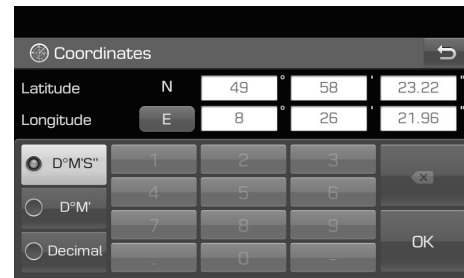 Coordinates
Latitude N 49 ° 58 ' 23.22 "
Longitude E 8 ° 26 ' 21.96 "
D°M'S" 1 2 3
D°M' 4 5 6
7 8 9
Decimal . 0 -
OK